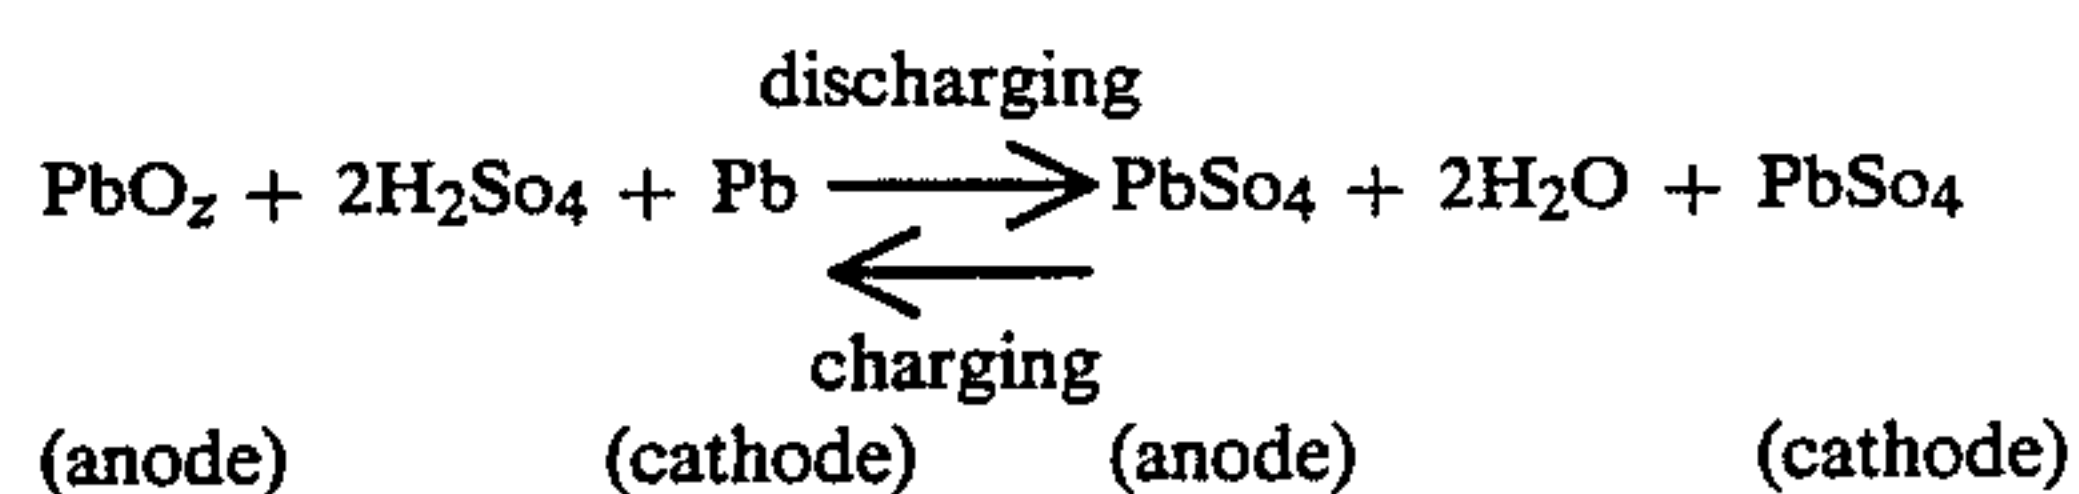 discharging
PbO₂ + 2H₂So₄ + Pb ⟶ PbSo₄ + 2H₂O + PbSo₄
⟵
charging
(anode) (cathode) (anode) (cathode)